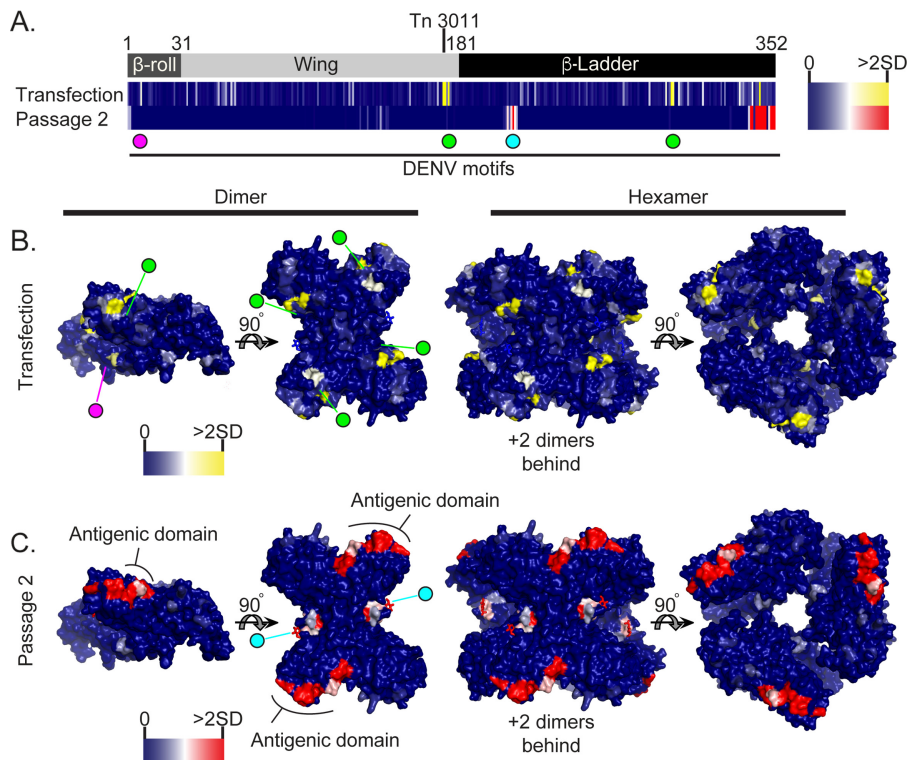 A.
Tn 3011
1 31 181 352
β-roll Wing β-Ladder
0 >2SD
Transfection
Passage 2
DENV motifs
Dimer Hexamer
B.
Transfection
90°
90°
0 >2SD
+2 dimers
behind
C.
Passage 2
Antigenic domain
Antigenic domain
90°
90°
Antigenic domain
0 >2SD
+2 dimers
behind